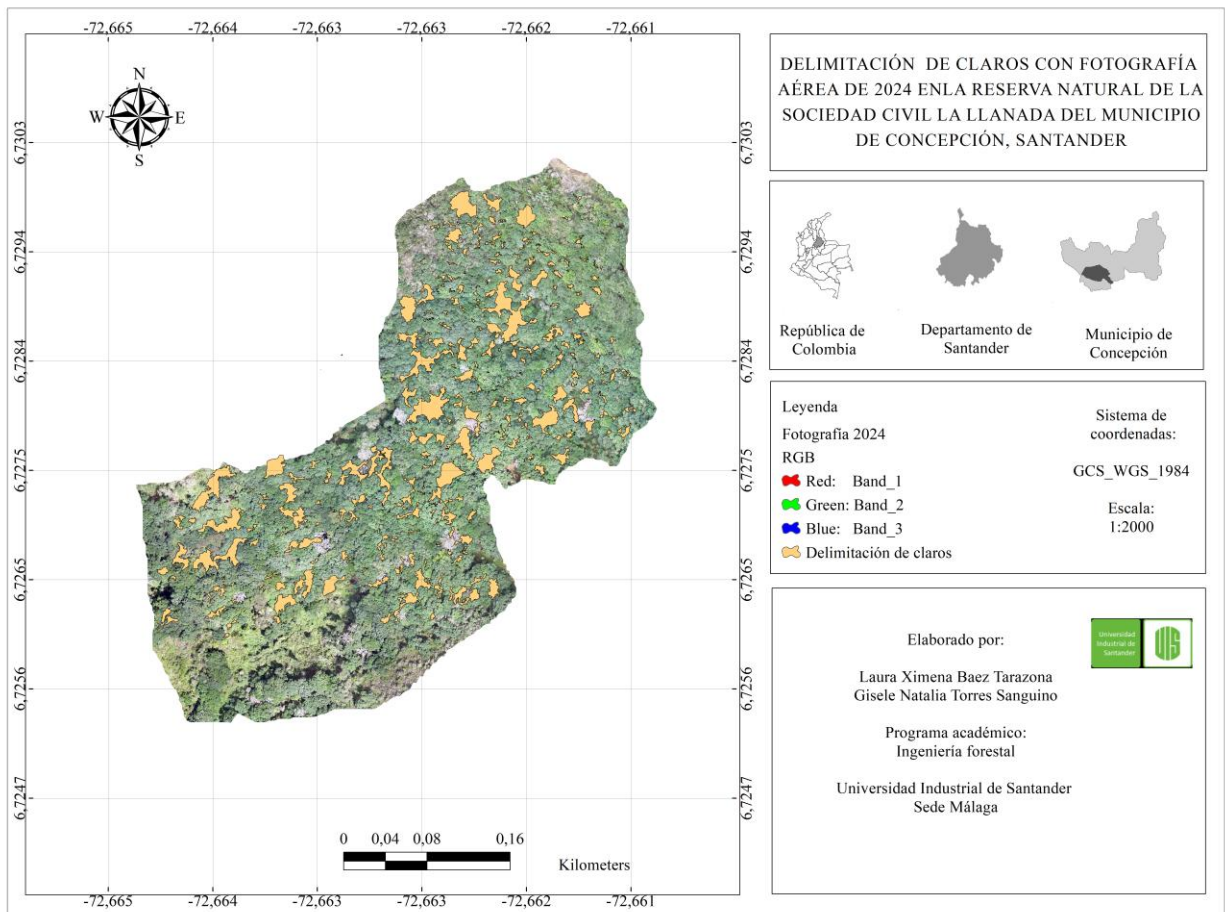 -72,665 -72,664 -72,663 -72,663 -72,662 -72,661
N
W E
S
6,7303 6,7303
6,7294 6,7294
6,7284 6,7284
6,7275 6,7275
6,7265 6,7265
6,7256 6,7256
6,7247 6,7247
0 0,04 0,08 0,16
Kilometers
-72,665 -72,664 -72,663 -72,663 -72,662 -72,661
DELIMITACIÓN DE CLAROS CON FOTOGRAFÍA
AÉREA DE 2024 ENLA RESERVA NATURAL DE LA
SOCIEDAD CIVIL LA LLANADA DEL MUNICIPIO
DE CONCEPCIÓN, SANTANDER
República de
Colombia
Departamento de
Santander
Municipio de
Concepción
Leyenda
Fotografía 2024
RGB
Red: Band_1
Green: Band_2
Blue: Band_3
Delimitación de claros
Sistema de
coordenadas:
GCS_WGS_1984
Escala:
1:2000
Elaborado por:
Universidad
Industrial de
Santander
UIS
Laura Ximena Baez Tarazona
Gisele Natalia Torres Sanguino
Programa académico:
Ingeniería forestal
Universidad Industrial de Santander
Sede Málaga